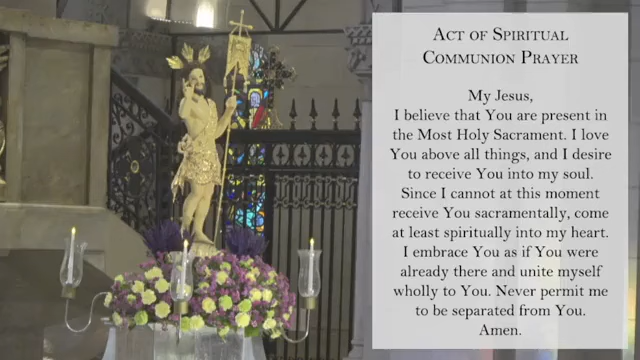 ACT OF SPIRITUAL
COMMUNION PRAYER
My Jesus,
I believe that You are present in
the Most Holy Sacrament. I love
You above all things, and I desire
to receive You into my soul.
Since I cannot at this moment
receive You sacramentally, come
at least spiritually into my heart.
I embrace You as if You were
already there and unite myself
wholly to You. Never permit me
to be separated from You.
Amen.